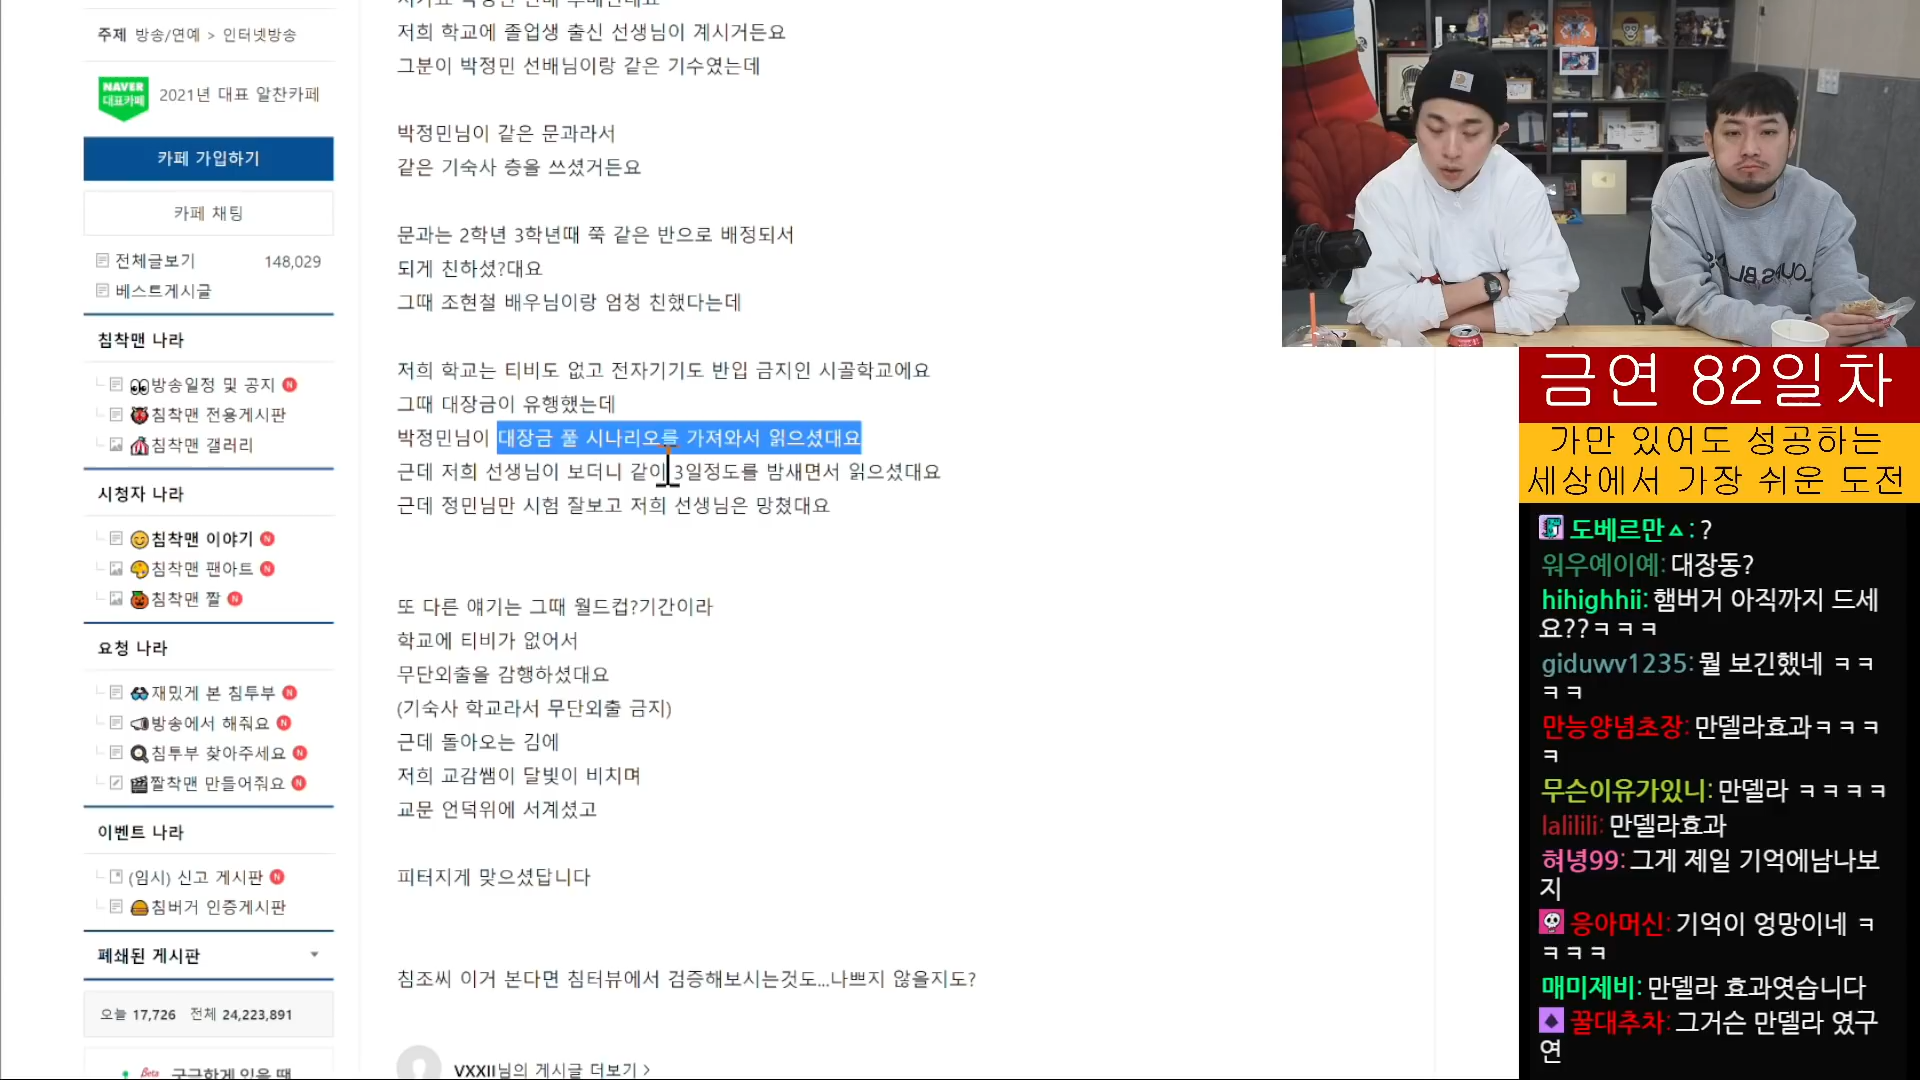 주제 방송/연예 > 인터넷방송
NAVER
대표카페
2021년 대표 알찬카페
카페 가입하기
카페 채팅
전체글보기 148,029
베스트게시글
침착맨 나라
방송일정 및 공지 N
침착맨 전용게시판
침착맨 갤러리
시청자 나라
침착맨 이야기 N
침착맨 팬아트 N
침착맨 짤 N
요청 나라
재밌게 본 침투부 N
방송에서 해줘요 N
침투부 찾아주세요 N
짤착맨 만들어줘요 N
이벤트 나라
(임시) 신고 게시판 N
침버거 인증게시판
폐쇄된 게시판
오늘 17,726 전체 24,223,891
Beta 궁금한게 있을 땐
저희 학교에 졸업생 출신 선생님이 계시거든요
그분이 박정민 선배님이랑 같은 기수였는데
박정민님이 같은 문과라서
같은 기숙사 층을 쓰셨거든요
문과는 2학년 3학년때 쭉 같은 반으로 배정되서
되게 친하셨?대요
그때 조현철 배우님이랑 엄청 친했다는데
저희 학교는 티비도 없고 전자기기도 반입 금지인 시골학교에요
그때 대장금이 유행했는데
박정민님이 대장금 풀 시나리오를 가져와서 읽으셨대요
근데 저희 선생님이 보더니 같이 3일정도를 밤새면서 읽으셨대요
근데 정민님만 시험 잘보고 저희 선생님은 망쳤대요
또 다른 얘기는 그때 월드컵?기간이라
학교에 티비가 없어서
무단외출을 감행하셨대요
(기숙사 학교라서 무단외출 금지)
근데 돌아오는 김에
저희 교감쌤이 달빛이 비치며
교문 언덕위에 서계셨고
피터지게 맞으셨답니다
침조씨 이거 본다면 침터뷰에서 검증해보시는것도...나쁘지 않을지도?
VXXII님의 게시글 더보기 >
금연 82일차
가만 있어도 성공하는
세상에서 가장 쉬운 도전
도베르만ㅿ: ?
워우예이예: 대장동?
hihighhii: 햄버거 아직까지 드세
요??ㅋㅋㅋ
giduwv1235: 뭘 보긴했네 ㅋㅋ
ㅋㅋ
만능양념초장: 만델라효과ㅋㅋㅋ
ㅋ
무슨이유가있니: 만델라 ㅋㅋㅋㅋ
lalilili: 만델라효과
혀녕99: 그게 제일 기억에남나보
지
응아머신: 기억이 엉망이네 ㅋ
ㅋㅋㅋ
매미제비: 만델라 효과엿습니다
꿀대추차: 그거슨 만델라 였구
연